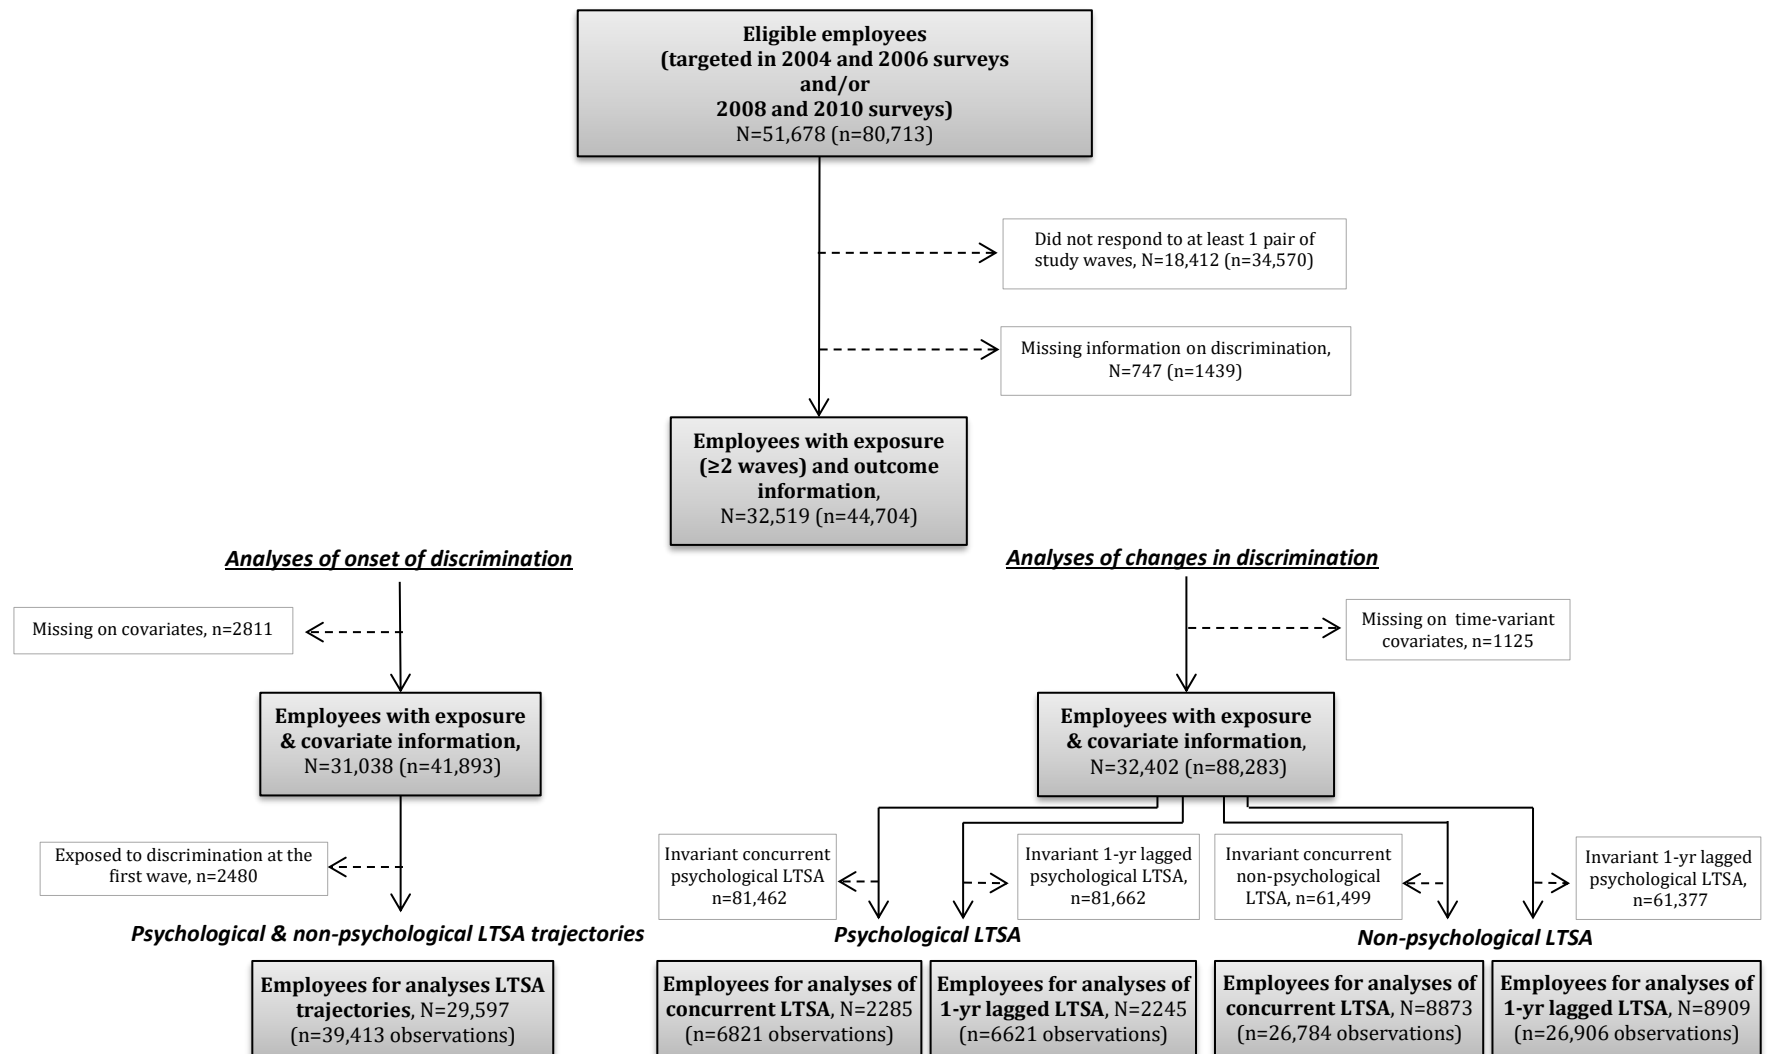 Eligible employees
(targeted in 2004 and 2006 surveys
and/or
2008 and 2010 surveys)
N=51,678 (n=80,713)
Did not respond to at least 1 pair of
study waves, N=18,412 (n=34,570)
Missing information on discrimination,
N=747 (n=1439)
Employees with exposure
(≥2 waves) and outcome
information,
N=32,519 (n=44,704)
Analyses of onset of discrimination
Missing on covariates, n=2811
Employees with exposure
& covariate information,
N=31,038 (n=41,893)
Exposed to discrimination at the
first wave, n=2480
Psychological & non-psychological LTSA trajectories
Employees for analyses LTSA
trajectories, N=29,597
(n=39,413 observations)
Analyses of changes in discrimination
Missing on time-variant
covariates, n=1125
Employees with exposure
& covariate information,
N=32,402 (n=88,283)
Invariant concurrent
psychological LTSA
n=81,462
Invariant 1-yr lagged
psychological LTSA,
n=81,662
Invariant concurrent
non-psychological
LTSA, n=61,499
Invariant 1-yr lagged
psychological LTSA,
n=61,377
Psychological LTSA
Non-psychological LTSA
Employees for analyses of
concurrent LTSA, N=2285
(n=6821 observations)
Employees for analyses of
1-yr lagged LTSA, N=2245
(n=6621 observations)
Employees for analyses of
concurrent LTSA, N=8873
(n=26,784 observations)
Employees for analyses of
1-yr lagged LTSA, N=8909
(n=26,906 observations)